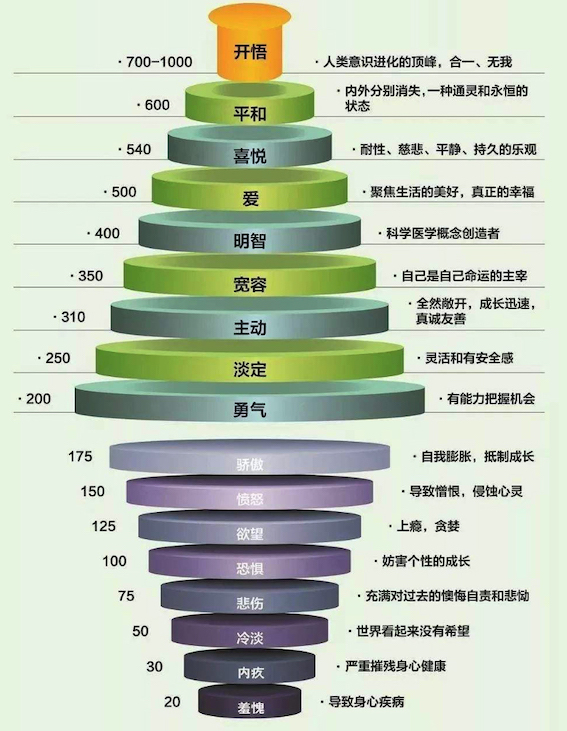 开悟
·700-1000
·人类意识进化的顶峰，合一、无我
·600
平和
·内外分别消失，一种通灵和永恒的
状态
·540
喜悦
·耐性、慈悲、平静、持久的乐观
·500
爱
·聚焦生活的美好，真正的幸福
·400
明智
·科学医学概念创造者
·350
宽容
·自己是自己命运的主宰
·310
主动
·全然敞开，成长迅速，
真诚友善
·250
淡定
·灵活和有安全感
·200
勇气
·有能力把握机会
175
骄傲
·自我膨胀，抵制成长
150
愤怒
·导致憎恨，侵蚀心灵
125
欲望
·上瘾，贪婪
100
恐惧
·妨害个性的成长
75
悲伤
·充满对过去的懊悔自责和悲恸
50
冷淡
·世界看起来没有希望
30
内疚
·严重摧残身心健康
20
羞愧
·导致身心疾病